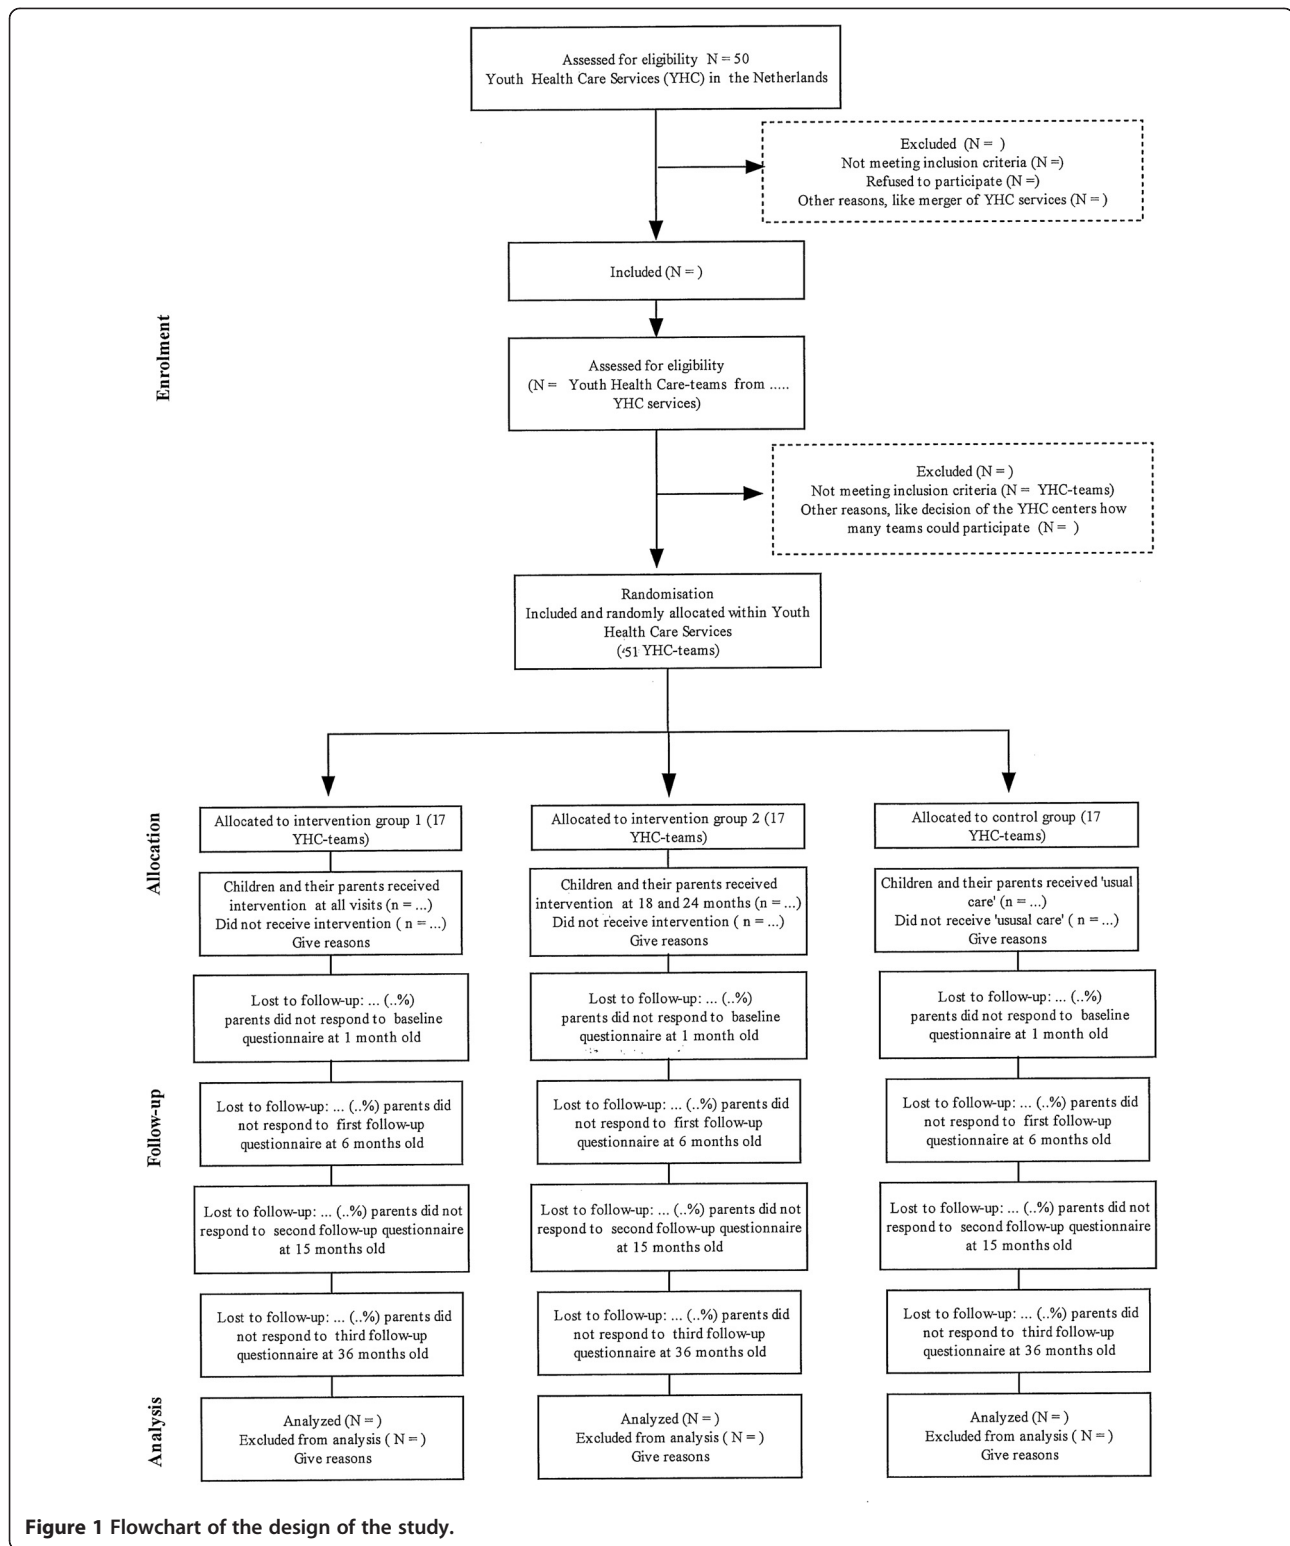 Assessed for eligibility N = 50
Youth Health Care Services (YHC) in the Netherlands
Excluded (N = )
Not meeting inclusion criteria (N =)
Refused to participate (N =)
Other reasons, like merger of YHC services (N = )
Included (N = )
Enrolment
Assessed for eligibility
(N = Youth Health Care-teams from .....
YHC services)
Excluded (N = )
Not meeting inclusion criteria (N = YHC-teams)
Other reasons, like decision of the YHC centers how
many teams could participate (N = )
Randomisation
Included and randomly allocated within Youth
Health Care Services
(51 YHC-teams)
Allocation
Allocated to intervention group 1 (17
YHC-teams)
Allocated to intervention group 2 (17
YHC-teams)
Allocated to control group (17
YHC-teams)
Children and their parents received
intervention at all visits (n = ...)
Did not receive intervention ( n = ...)
Give reasons
Children and their parents received
intervention at 18 and 24 months (n = ...)
Did not receive intervention ( n = ...)
Give reasons
Children and their parents received 'usual
care' (n = ...)
Did not receive 'ususal care' ( n = ...)
Give reasons
Follow-up
Lost to follow-up: ... (..%)
parents did not respond to baseline
questionnaire at 1 month old
Lost to follow-up: ... (..%)
parents did not respond to baseline
questionnaire at 1 month old
Lost to follow-up: ... (..%)
parents did not respond to baseline
questionnaire at 1 month old
Lost to follow-up: ... (..%) parents did
not respond to first follow-up
questionnaire at 6 months old
Lost to follow-up: ... (..%) parents did
not respond to first follow-up
questionnaire at 6 months old
Lost to follow-up: ... (..%) parents did
not respond to first follow-up
questionnaire at 6 months old
Lost to follow-up: ... (..%) parents did not
respond to second follow-up questionnaire
at 15 months old
Lost to follow-up: ... (..%) parents did not
respond to second follow-up questionnaire
at 15 months old
Lost to follow-up: ... (..%) parents did not
respond to second follow-up questionnaire
at 15 months old
Lost to follow-up: ... (..%) parents did
not respond to third follow-up
questionnaire at 36 months old
Lost to follow-up: ... (..%) parents did
not respond to third follow-up
questionnaire at 36 months old
Lost to follow-up: ... (..%) parents did
not respond to third follow-up
questionnaire at 36 months old
Analysis
Analyzed (N = )
Excluded from analysis ( N = )
Give reasons
Analyzed (N = )
Excluded from analysis ( N = )
Give reasons
Analyzed (N = )
Excluded from analysis ( N = )
Give reasons
Figure 1 Flowchart of the design of the study.